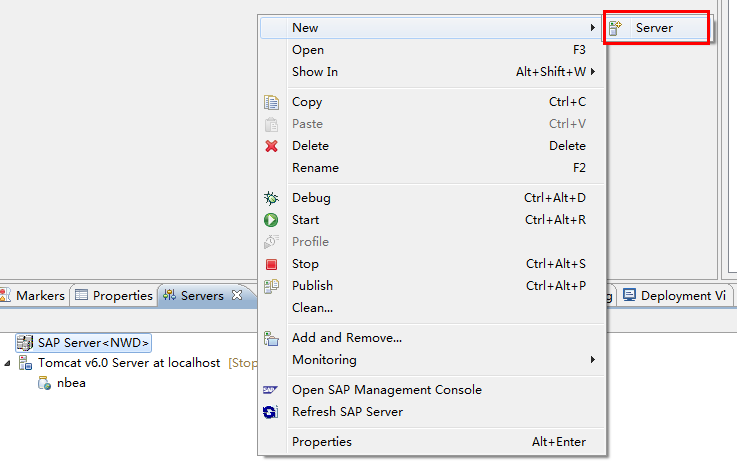 New
Server
Open F3
Show In Alt+Shift+W
Copy Ctrl+C
Paste Ctrl+V
Delete Delete
Rename F2
Debug Ctrl+Alt+D
Start Ctrl+Alt+R
Profile
Stop Ctrl+Alt+S
Publish Ctrl+Alt+P
Clean...
Add and Remove...
Monitoring
Open SAP Management Console
Refresh SAP Server
Properties Alt+Enter
Markers Properties Servers Deployment Vi
SAP Server<NWD>
Tomcat v6.0 Server at localhost [Stop
nbea